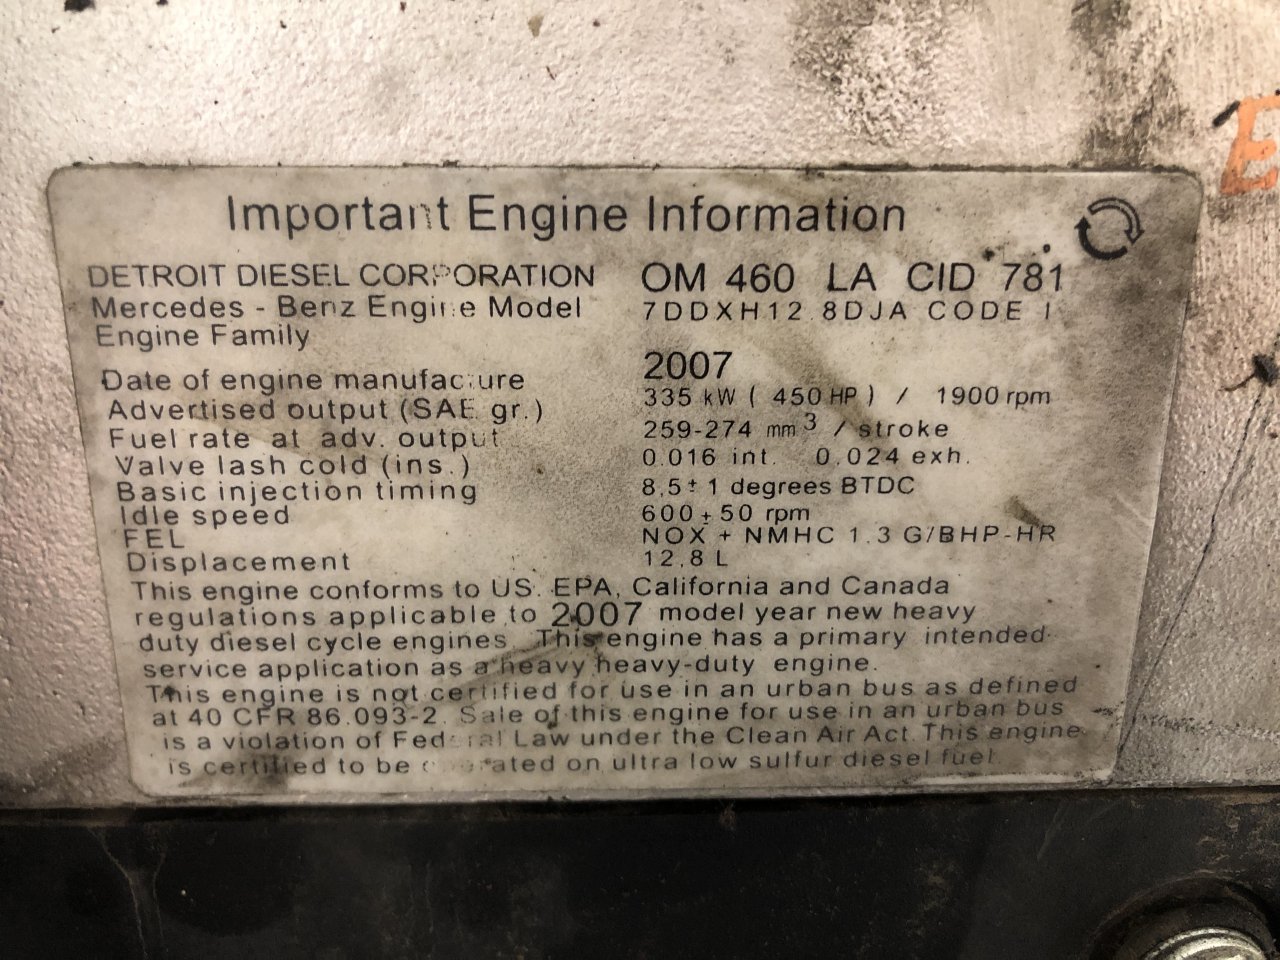 Important Engine Information
DETROIT DIESEL CORPORATION OM 460 LA CID 781
Mercedes - Benz Engine Model 7DDXH12.8DJA CODE I
Engine Family
Date of engine manufacture 2007
Advertised output (SAE gr.) 335 kW ( 450 HP ) / 1900 rpm
Fuel rate at adv. output 259-274 mm³ / stroke
Valve lash cold (ins.) 0.016 int. 0.024 exh.
Basic injection timing 8,5± 1 degrees BTDC
Idle speed 600 ± 50 rpm
FEL NOX + NMHC 1.3 G/BHP-HR
Displacement 12,8 L
This engine conforms to US. EPA, California and Canada
regulations applicable to 2007 model year new heavy
duty diesel cycle engines. This engine has a primary intended
service application as a heavy heavy-duty engine.
This engine is not certified for use in an urban bus as defined
at 40 CFR 86.093-2. Sale of this engine for use in an urban bus
is a violation of Federal Law under the Clean Air Act. This engine
is certified to be operated on ultra low sulfur diesel fuel.
E